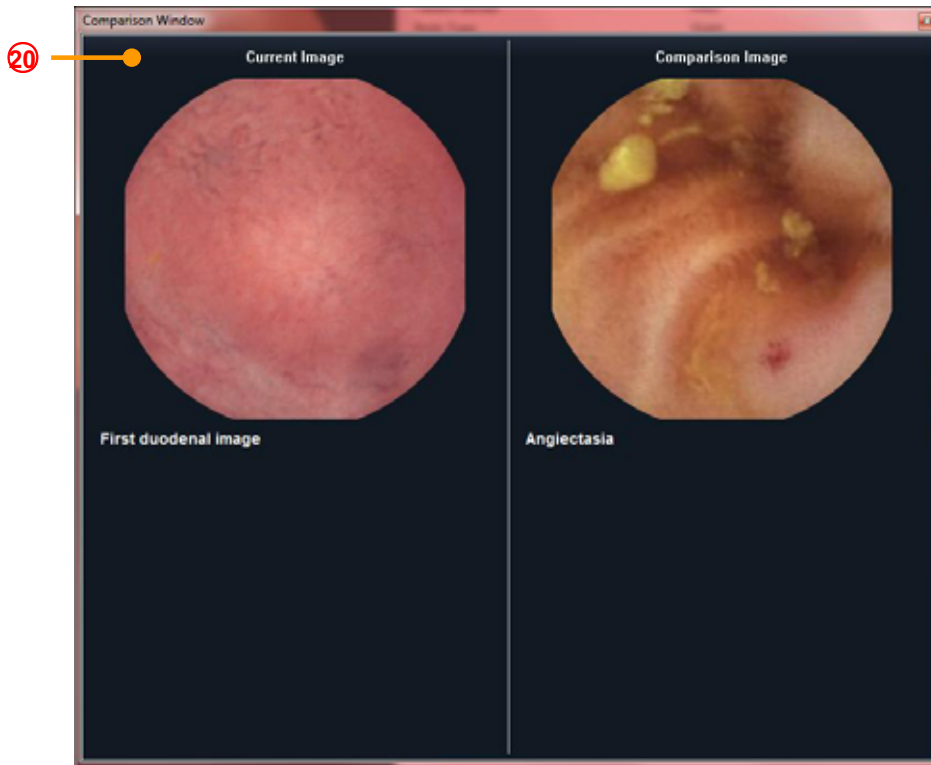 Comparison Window
20
Current Image
Comparison Image
First duodenal image
Angiectasia